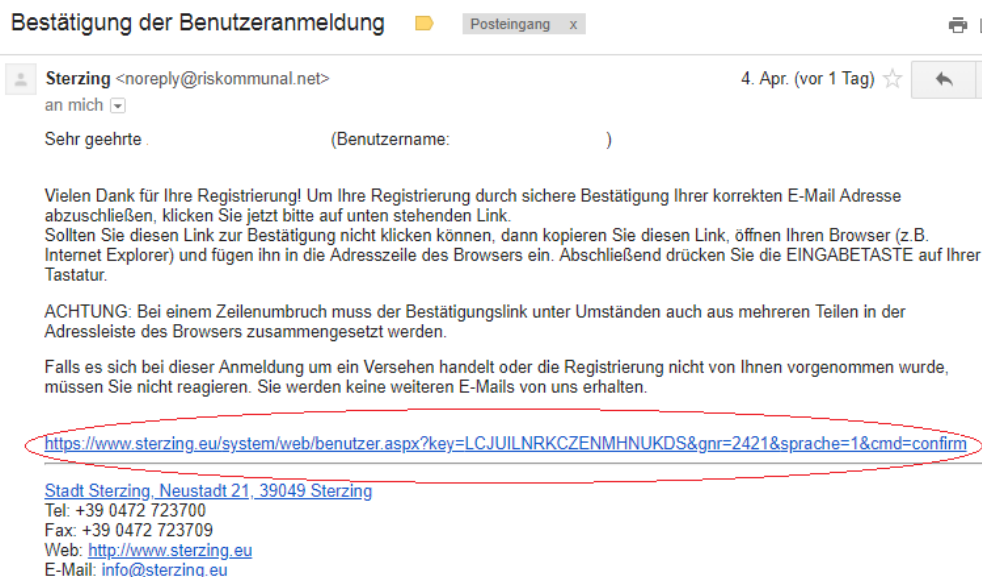 Bestätigung der Benutzeranmeldung
Posteingang x
Sterzing <noreply@riskommunal.net>
4. Apr. (vor 1 Tag)
an mich
Sehr geehrte (Benutzername: )
Vielen Dank für Ihre Registrierung! Um Ihre Registrierung durch sichere Bestätigung Ihrer korrekten E-Mail Adresse
abzuschließen, klicken Sie jetzt bitte auf unten stehenden Link.
Sollten Sie diesen Link zur Bestätigung nicht klicken können, dann kopieren Sie diesen Link, öffnen Ihren Browser (z.B.
Internet Explorer) und fügen ihn in die Adresszeile des Browsers ein. Abschließend drücken Sie die EINGABETASTE auf Ihrer
Tastatur.
ACHTUNG: Bei einem Zeilenumbruch muss der Bestätigungslink unter Umständen auch aus mehreren Teilen in der
Adressleiste des Browsers zusammengesetzt werden.
Falls es sich bei dieser Anmeldung um ein Versehen handelt oder die Registrierung nicht von Ihnen vorgenommen wurde,
müssen Sie nicht reagieren. Sie werden keine weiteren E-Mails von uns erhalten.
https://www.sterzing.eu/system/web/benutzer.aspx?key=LCJUILNRKCZENMHNUKDS&gnr=2421&sprache=1&cmd=confirm
Stadt Sterzing, Neustadt 21, 39049 Sterzing
Tel: +39 0472 723700
Fax: +39 0472 723709
Web: http://www.sterzing.eu
E-Mail: info@sterzing.eu